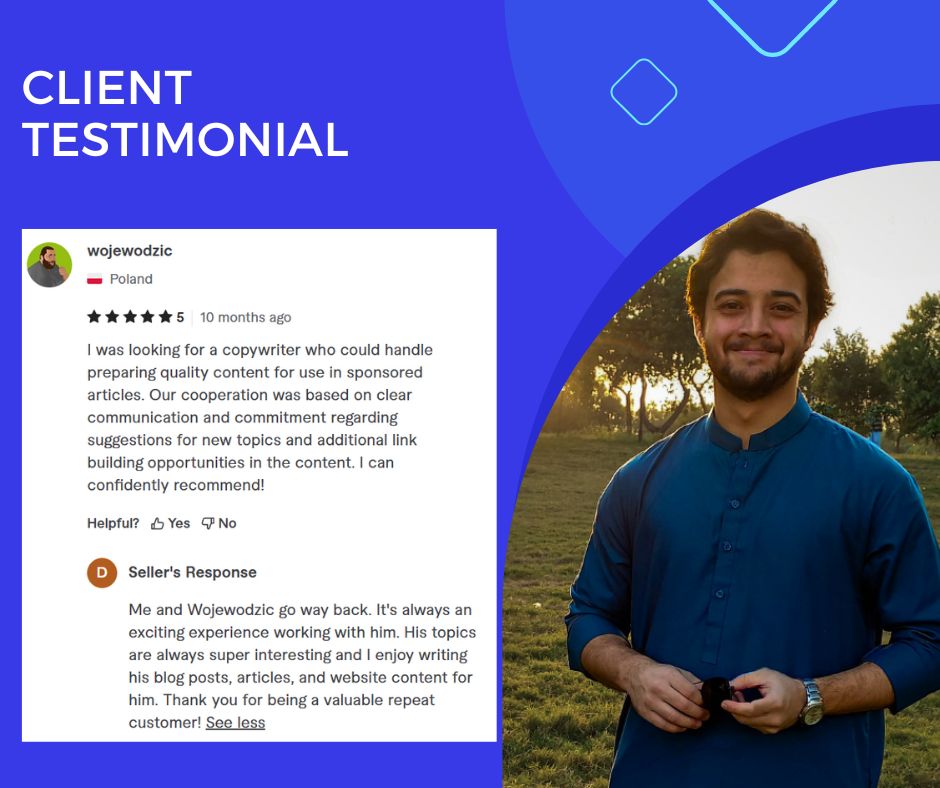 CLIENT
TESTIMONIAL
wojewodzic
Poland
5 10 months ago
I was looking for a copywriter who could handle
preparing quality content for use in sponsored
articles. Our cooperation was based on clear
communication and commitment regarding
suggestions for new topics and additional link
building opportunities in the content. I can
confidently recommend!
Helpful? Yes No
D Seller's Response
Me and Wojewodzic go way back. It's always an
exciting experience working with him. His topics
are always super interesting and I enjoy writing
his blog posts, articles, and website content for
him. Thank you for being a valuable repeat
customer! See less